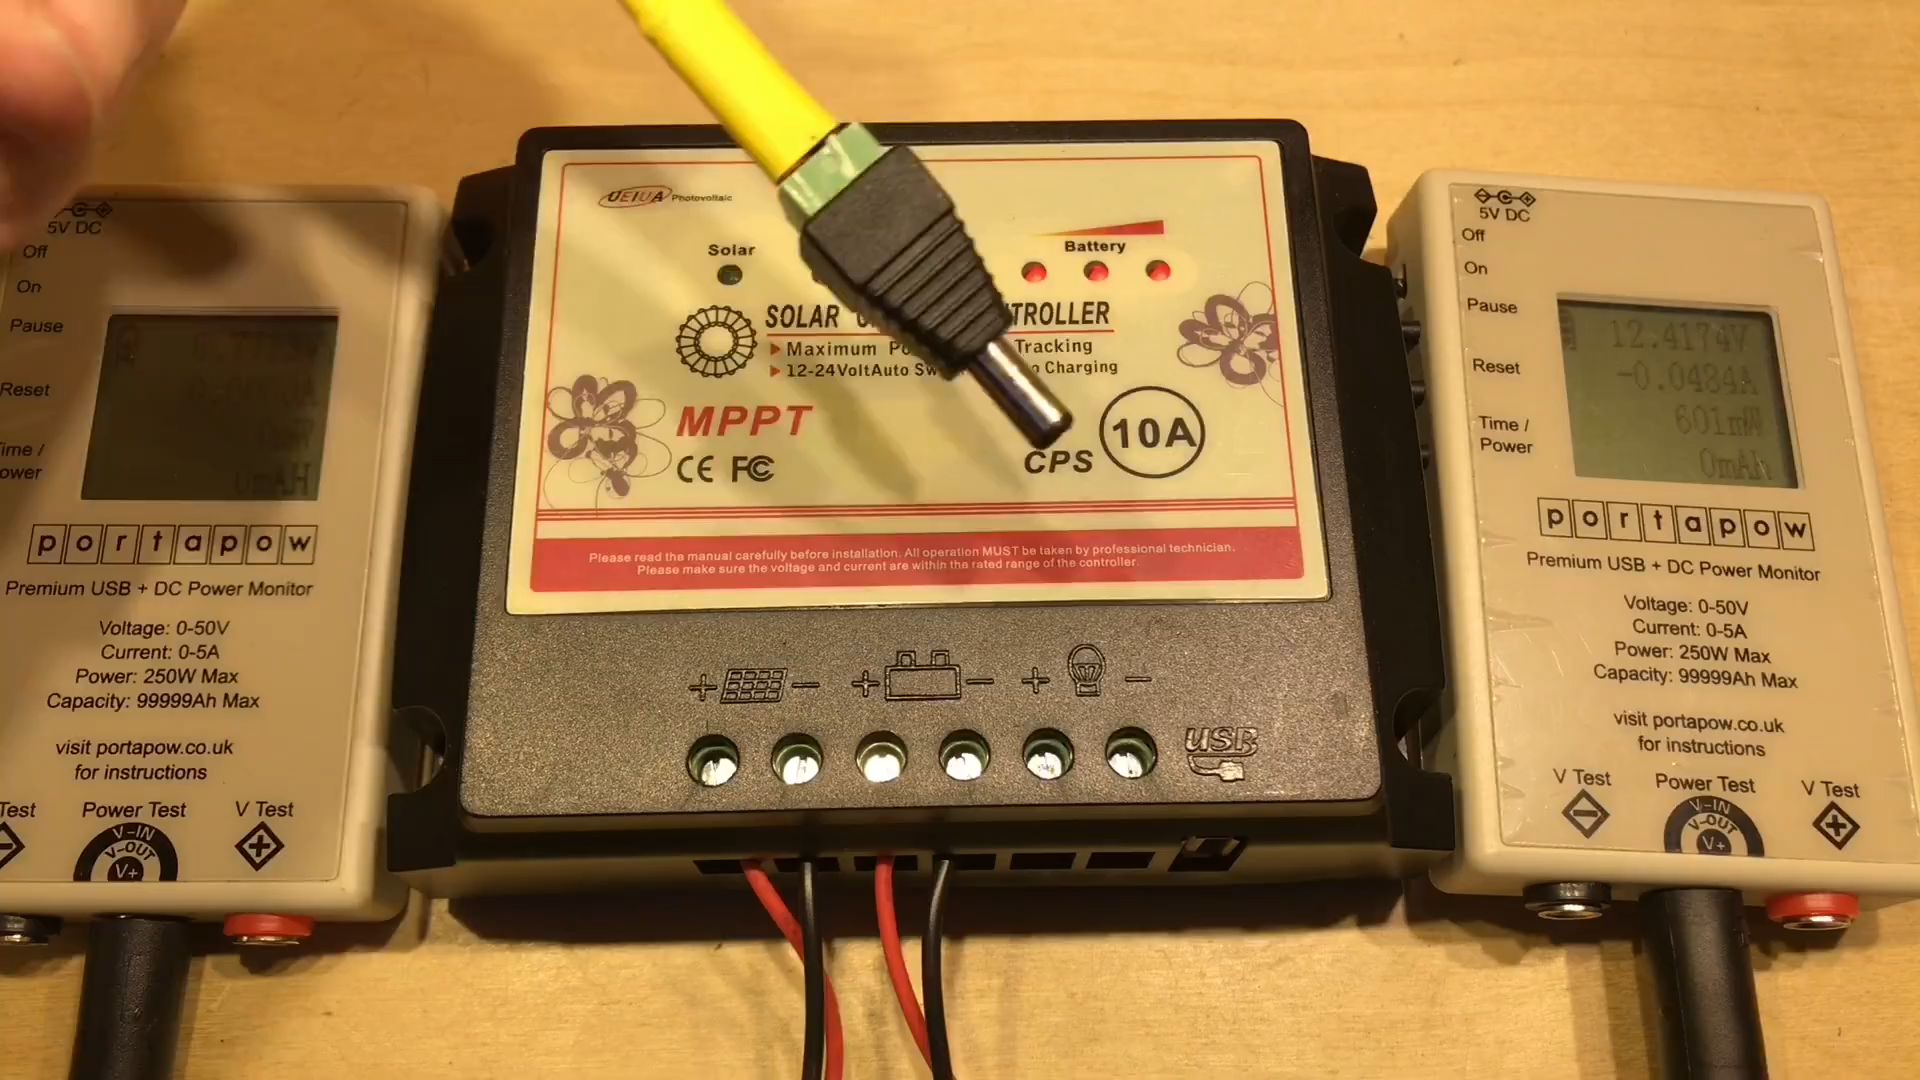 5V DC
Off
On
Pause
Reset
0mAH
portapow
Premium USB + DC Power Monitor
Voltage: 0-50V
Current: 0-5A
Power: 250W Max
Capacity: 99999Ah Max
visit portapow.co.uk
for instructions
Power Test
V Test
V-IN
V-OUT
V+
Photovoltaic
Solar
Battery
SOLAR
Maximum
Tracking
12-24VoltAuto
Charging
MPPT
CE FC
CPS
10A
Please read the manual carefully before installation. All operation MUST be taken by professional technician.
Please make sure the voltage and current are within the rated range of the controller.
+ − + − + −
USB
5V DC
Off
On
Pause
Reset
Time /
Power
12.4174V
-0.0484A
601mW
0mAh
portapow
Premium USB + DC Power Monitor
Voltage: 0-50V
Current: 0-5A
Power: 250W Max
Capacity: 99999Ah Max
visit portapow.co.uk
for instructions
V Test
Power Test
V Test
V-IN
V-OUT
V+